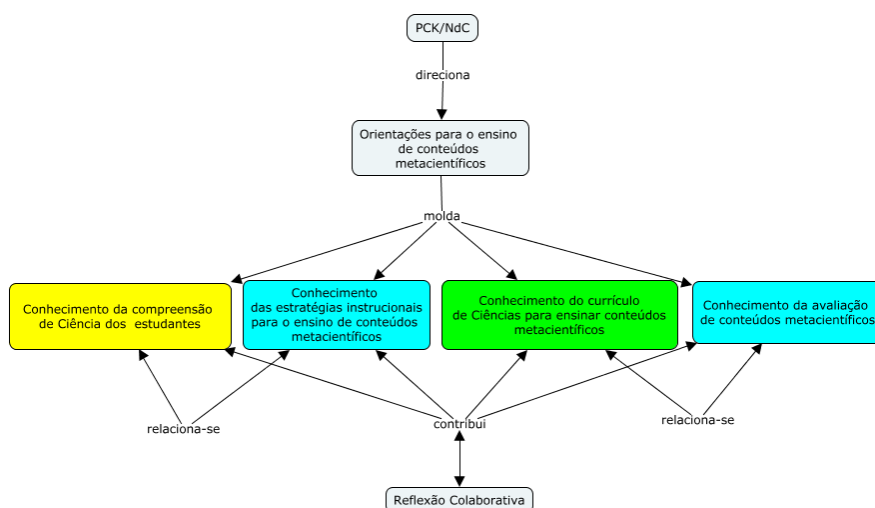 PCK/NdC
direciona
Orientações para o ensino
de conteúdos
metacientíficos
molda
Conhecimento da compreensão
de Ciência dos estudantes
Conhecimento
das estratégias instrucionais
para o ensino de conteúdos
metacientíficos
Conhecimento do currículo
de Ciências para ensinar conteúdos
metacientíficos
Conhecimento da avaliação
de conteúdos metacientíficos
relaciona-se
contribui
relaciona-se
Reflexão Colaborativa